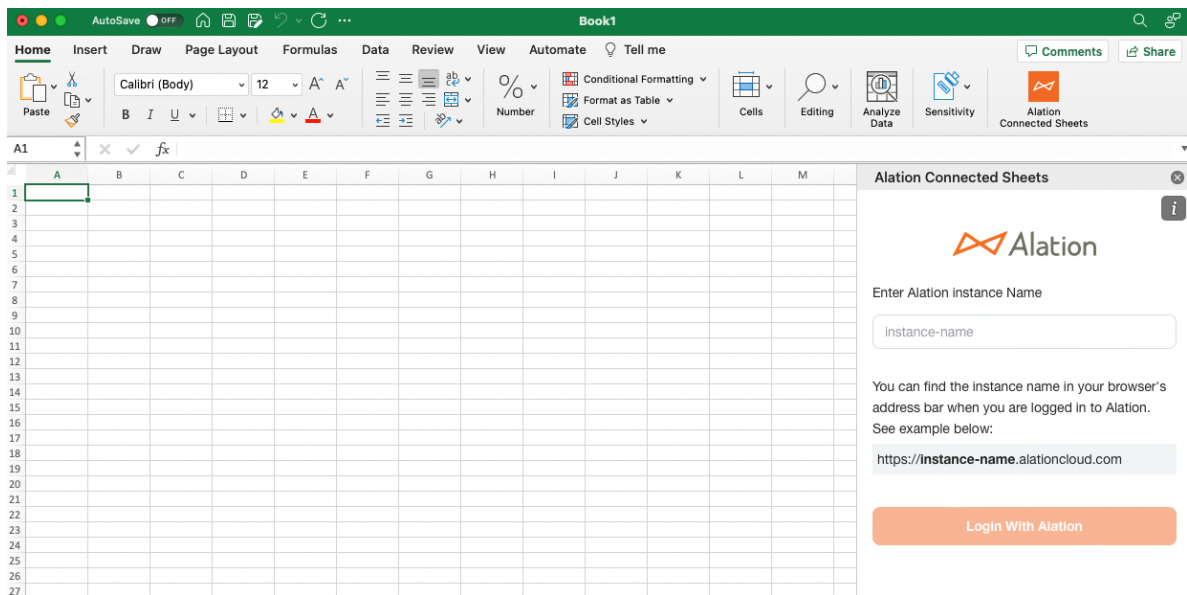 AutoSave OFF Book1
Home Insert Draw Page Layout Formulas Data Review View Automate Tell me Comments Share
Paste Calibri (Body) 12 A A ab Number Conditional Formatting Cells Editing Analyze Data Sensitivity Alation Connected Sheets
B I U A Format as Table
Cell Styles
A1 fx
A B C D E F G H I J K L M
1
2
3
4
5
6
7
8
9
10
11
12
13
14
15
16
17
18
19
20
21
22
23
24
25
26
27
Alation Connected Sheets
i
Alation
Enter Alation instance Name
instance-name
You can find the instance name in your browser's
address bar when you are logged in to Alation.
See example below:
https://instance-name.alationcloud.com
Login With Alation